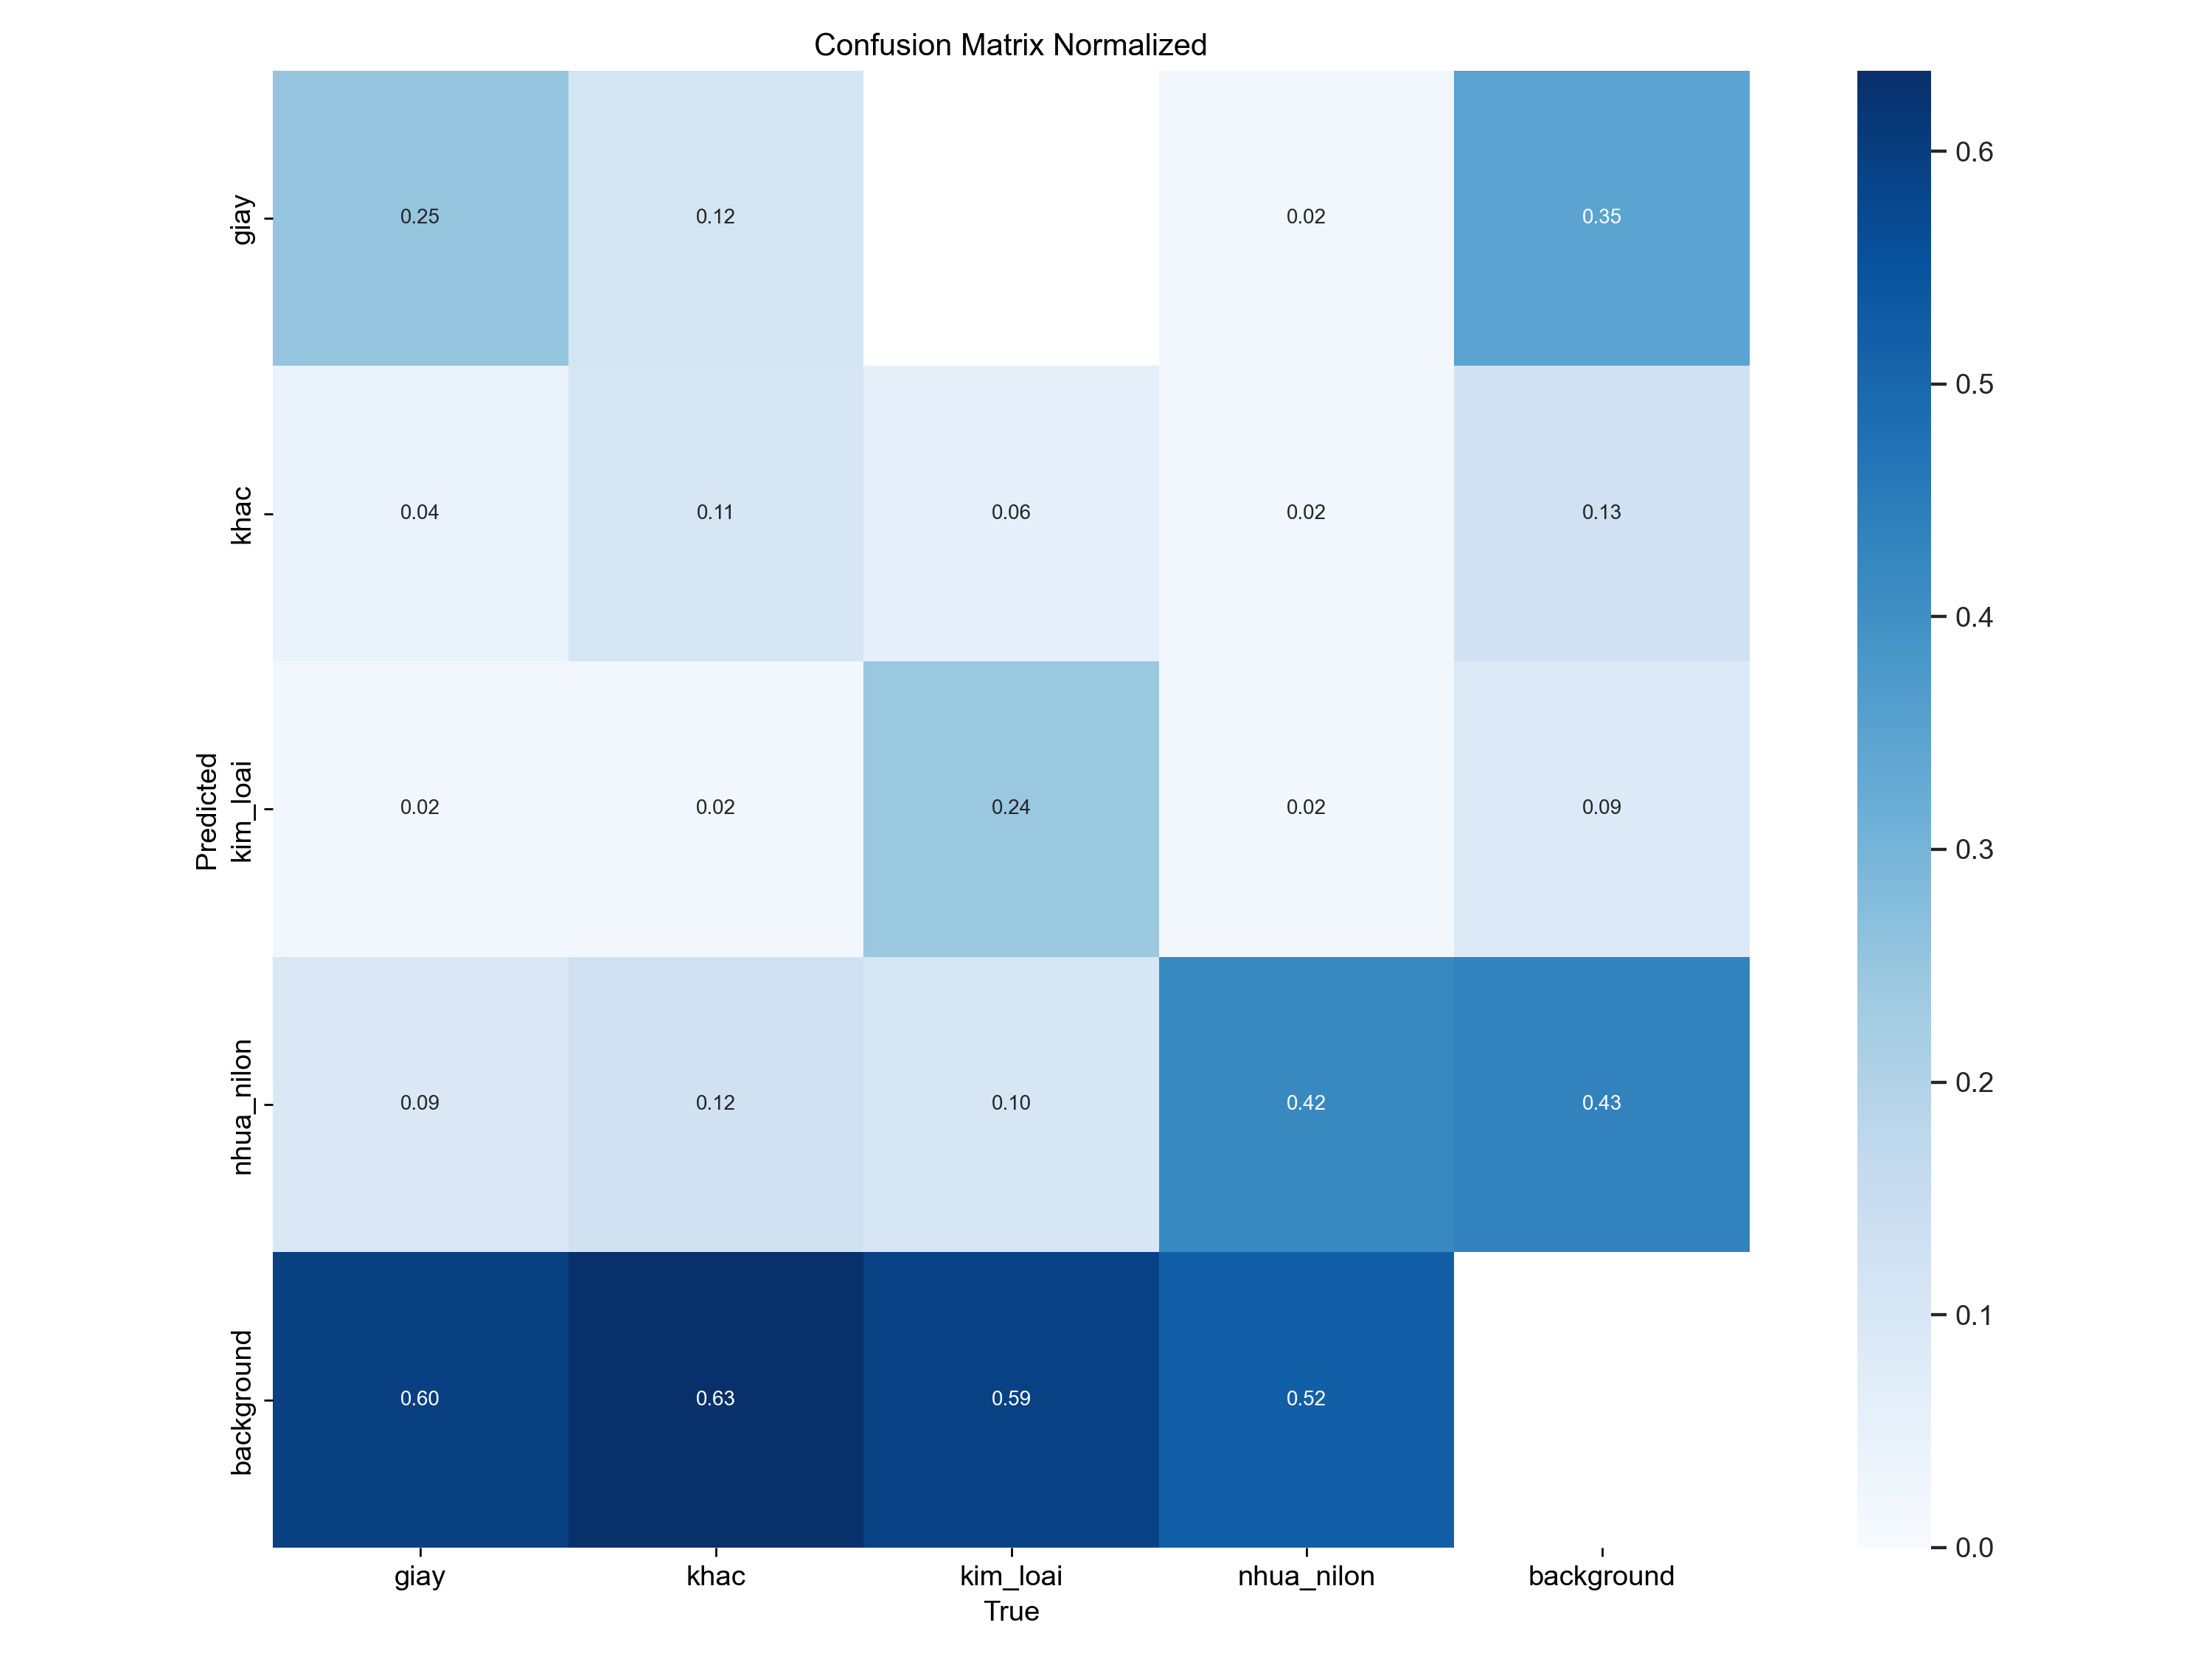 Confusion Matrix Normalized
giay
0.25 0.12 0.02 0.35
khac
0.04 0.11 0.06 0.02 0.13
kim_loai
0.02 0.02 0.24 0.02 0.09
nhua_nilon
0.09 0.12 0.10 0.42 0.43
background
0.60 0.63 0.59 0.52
Predicted
giay khac kim_loai nhua_nilon background
True
0.6
0.5
0.4
0.3
0.2
0.1
0.0